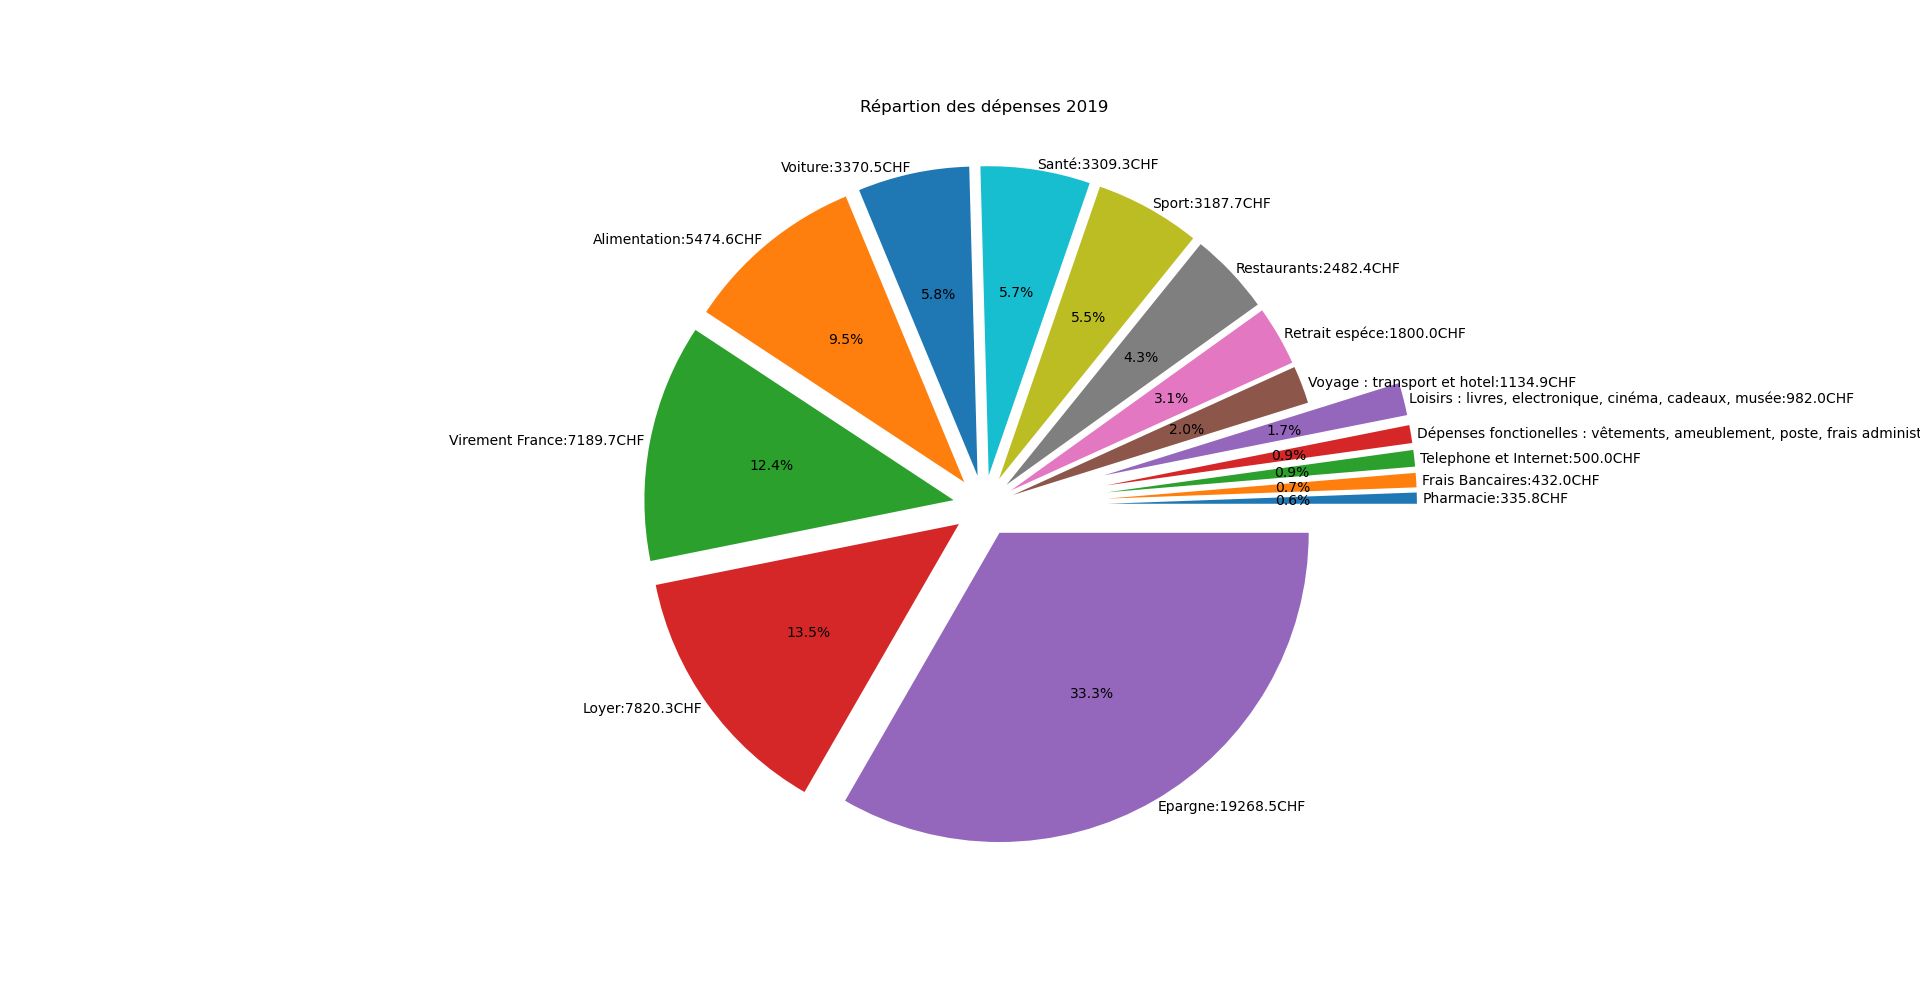 Répartion des dépenses 2019
Voiture:3370.5CHF
Santé:3309.3CHF
Sport:3187.7CHF
Alimentation:5474.6CHF
Restaurants:2482.4CHF
5.8%
5.7%
5.5%
Retrait espéce:1800.0CHF
9.5%
4.3%
Voyage : transport et hotel:1134.9CHF
3.1%
Loisirs : livres, electronique, cinéma, cadeaux, musée:982.0CHF
2.0%
1.7%
Dépenses fonctionelles : vêtements, ameublement, poste, frais administ
Virement France:7189.7CHF
0.9%
Telephone et Internet:500.0CHF
12.4%
0.9%
Frais Bancaires:432.0CHF
0.7%
Pharmacie:335.8CHF
0.6%
13.5%
33.3%
Loyer:7820.3CHF
Epargne:19268.5CHF